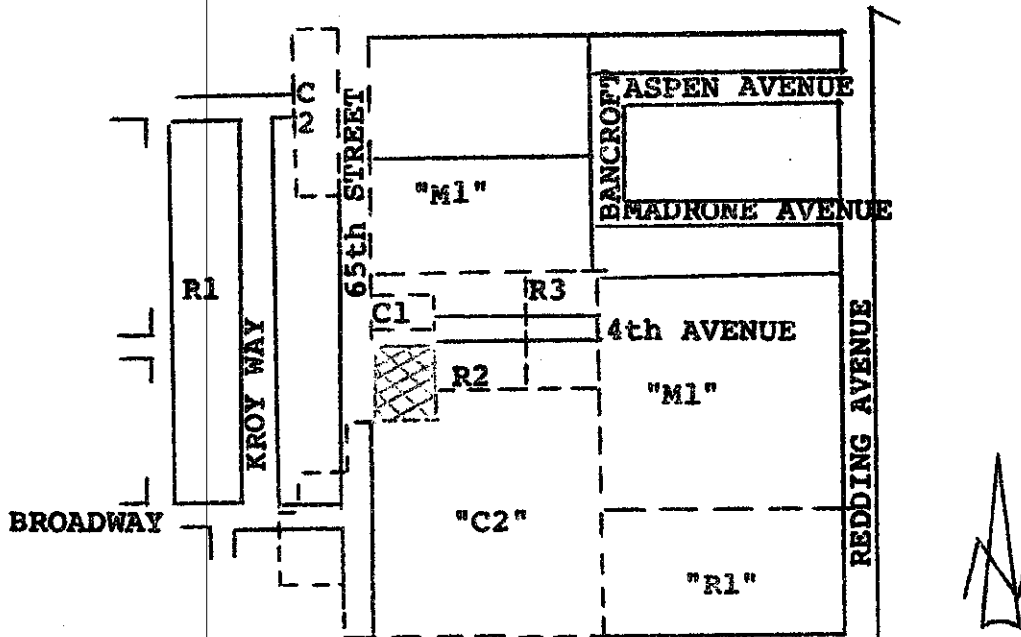 C2
65th STREET
BANCROFT
ASPEN AVENUE
"M1"
MADRONE AVENUE
R1
R3
C1
4th AVENUE
KROY WAY
R2
"M1"
REDDING AVENUE
BROADWAY
"C2"
"R1"
N